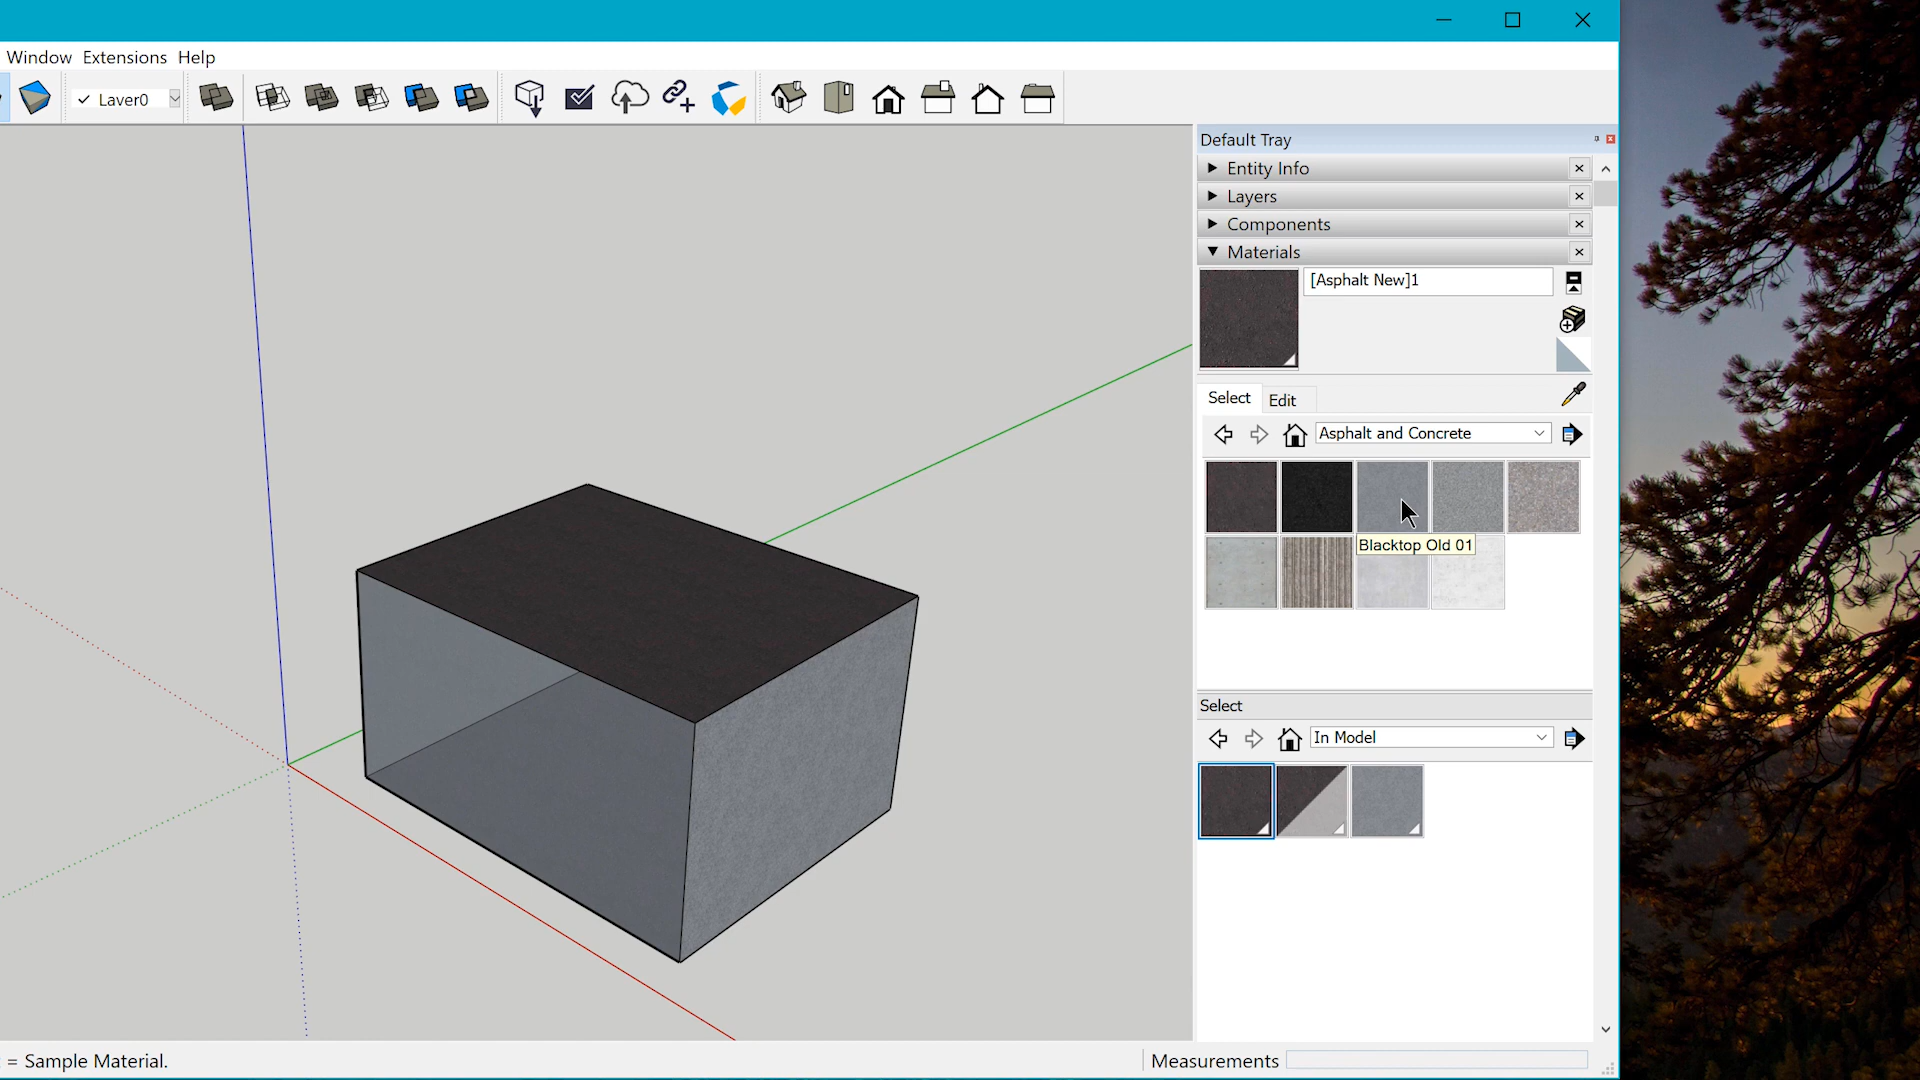 Window Extensions Help
Laver0
Default Tray
Entity Info
Layers
Components
Materials
[Asphalt New]1
Select Edit
Asphalt and Concrete
Blacktop Old 01
Select
In Model
= Sample Material.
Measurements